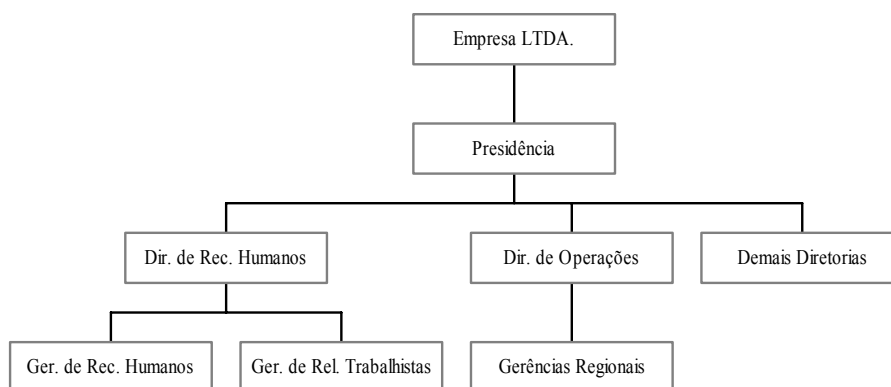 Empresa LTDA.
Presidência
Dir. de Rec. Humanos
Dir. de Operações
Demais Diretorias
Ger. de Rec. Humanos
Ger. de Rel. Trabalhistas
Gerências Regionais